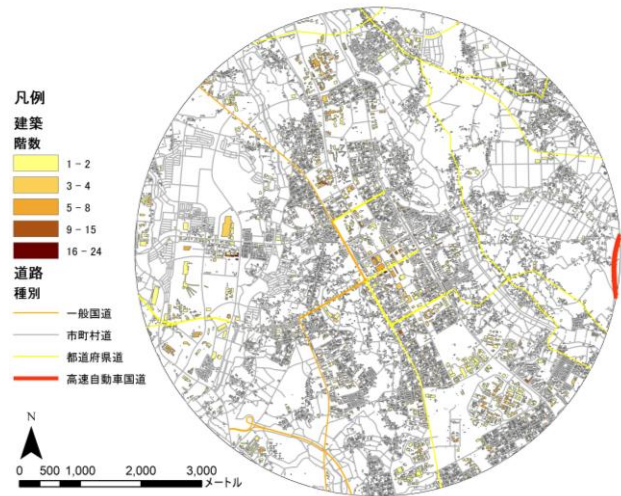 凡例
建築
階数
1 - 2
3 - 4
5 - 8
9 - 15
16 - 24
道路
種別
一般国道
市町村道
都道府県道
高速自動車国道
N
0 500 1,000 2,000 3,000
メートル